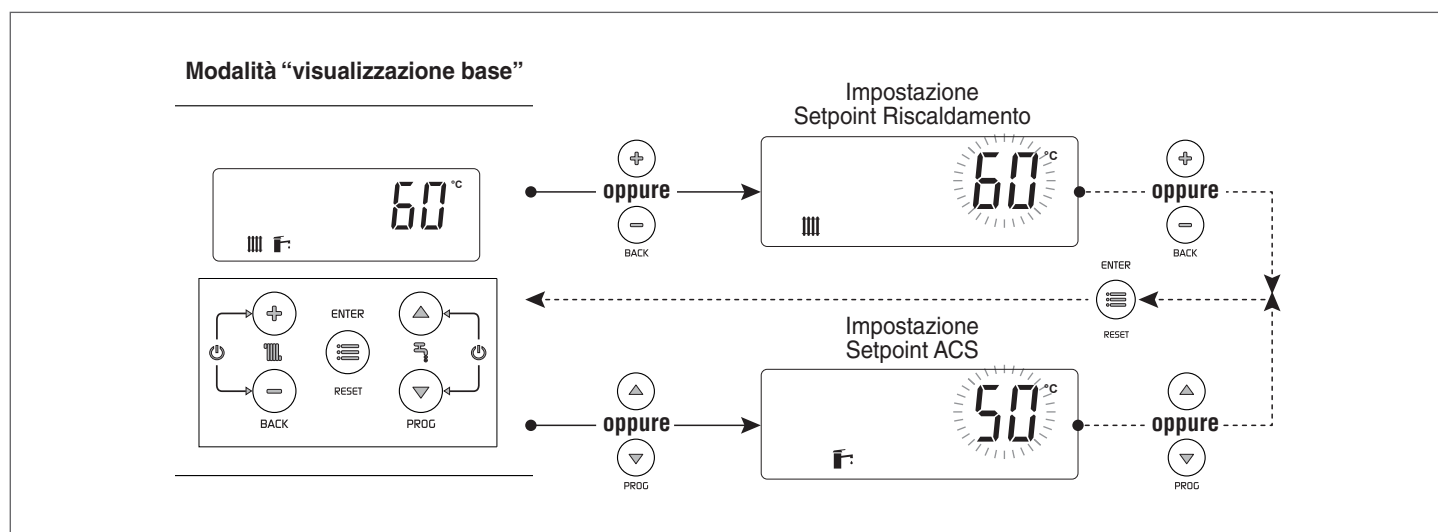 Modalità “visualizzazione base”
60 °C
ENTER
RESET
BACK
PROG
oppure
BACK
Impostazione
Setpoint Riscaldamento
60 °C
oppure
BACK
ENTER
RESET
oppure
PROG
Impostazione
Setpoint ACS
50 °C
oppure
PROG